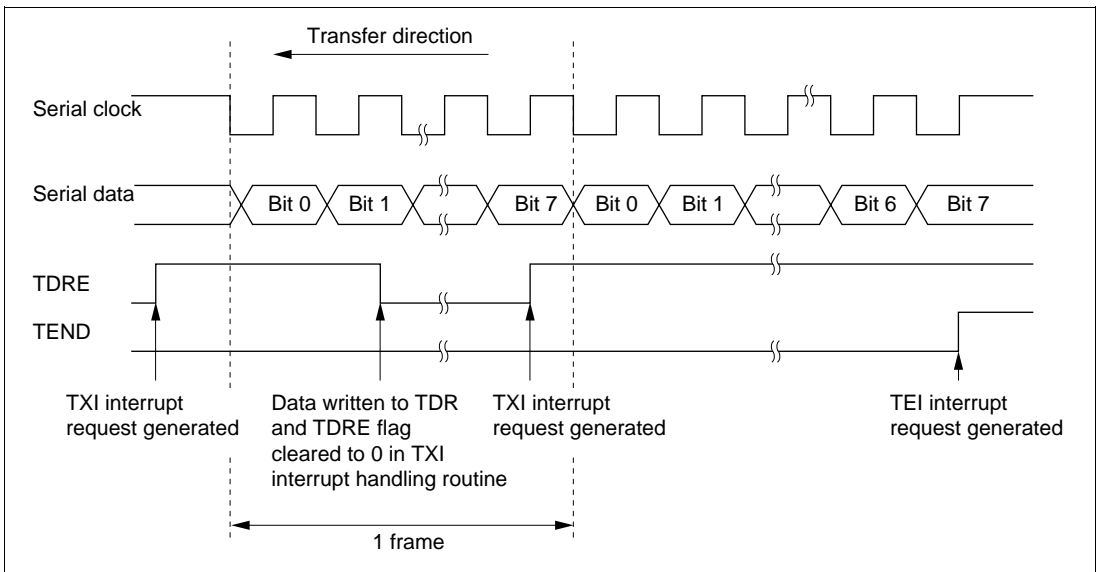 Transfer direction
Serial clock
Serial data
Bit 0
Bit 1
Bit 7
Bit 0
Bit 1
Bit 6
Bit 7
TDRE
TEND
TXI interrupt
request generated
Data written to TDR
and TDRE flag
cleared to 0 in TXI
interrupt handling routine
TXI interrupt
request generated
TEI interrupt
request generated
1 frame